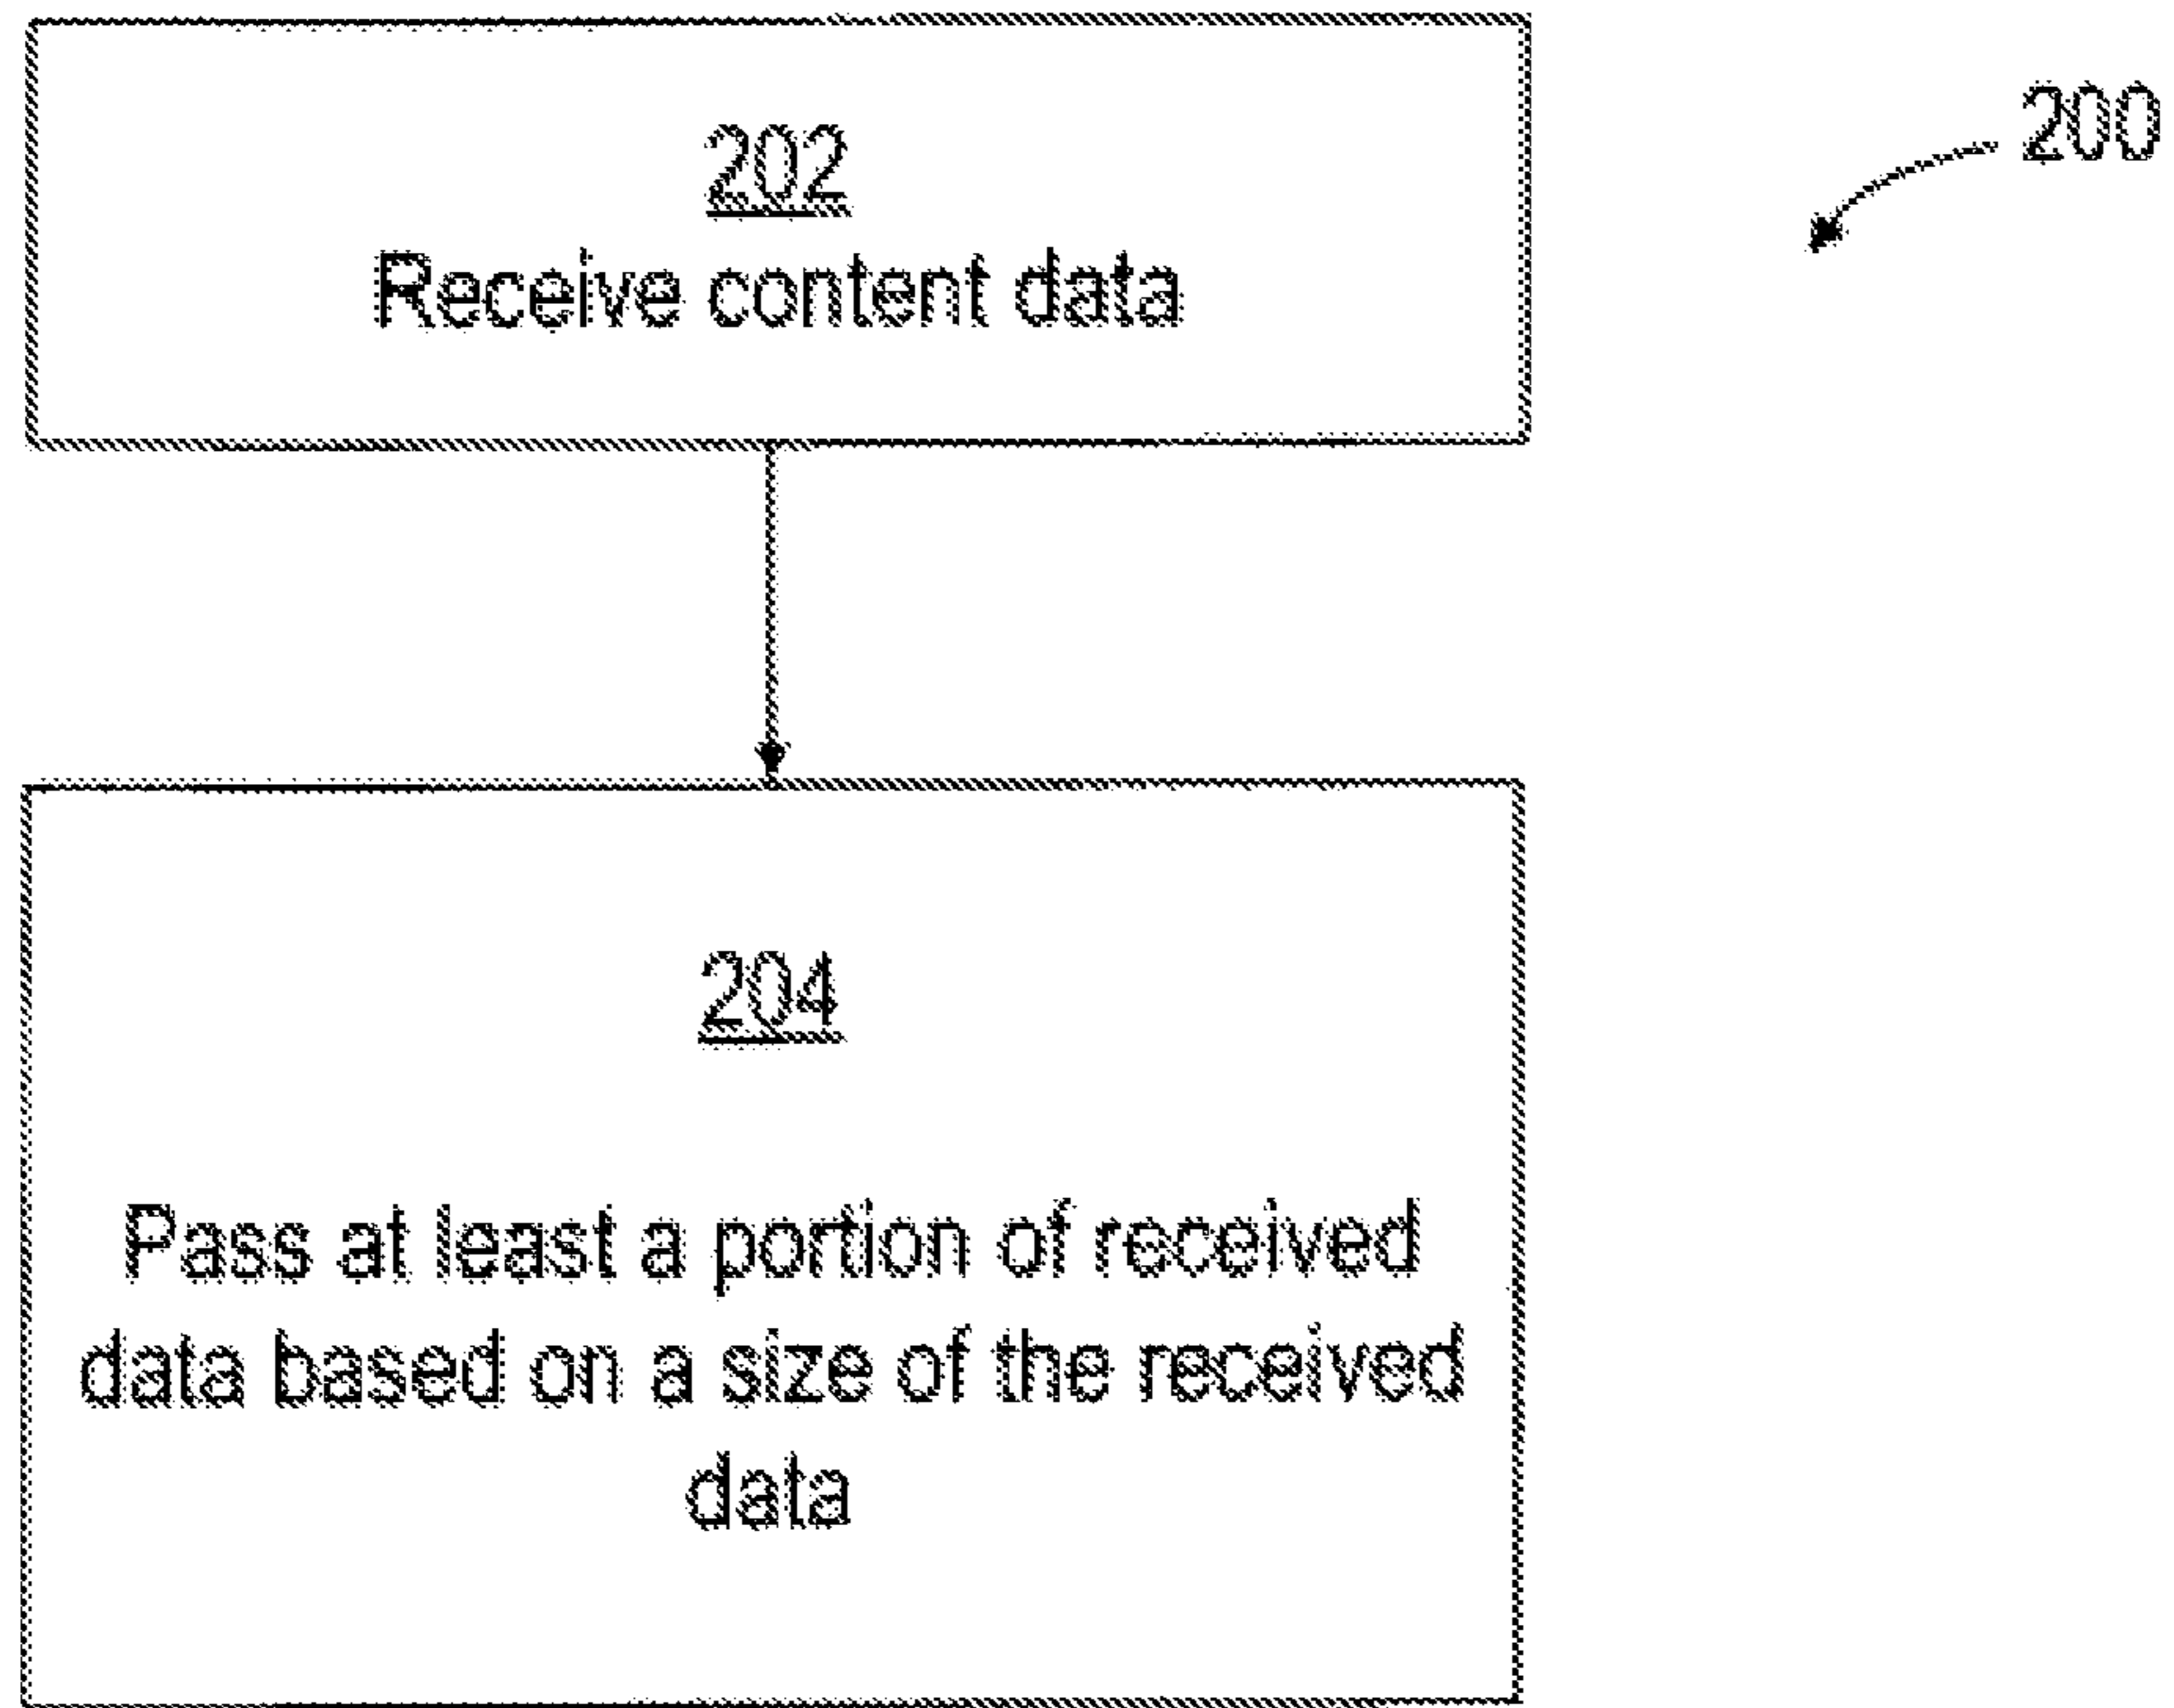 202
Receive content data
200
204
Pass at least a portion of received
data based on a size of the received
data